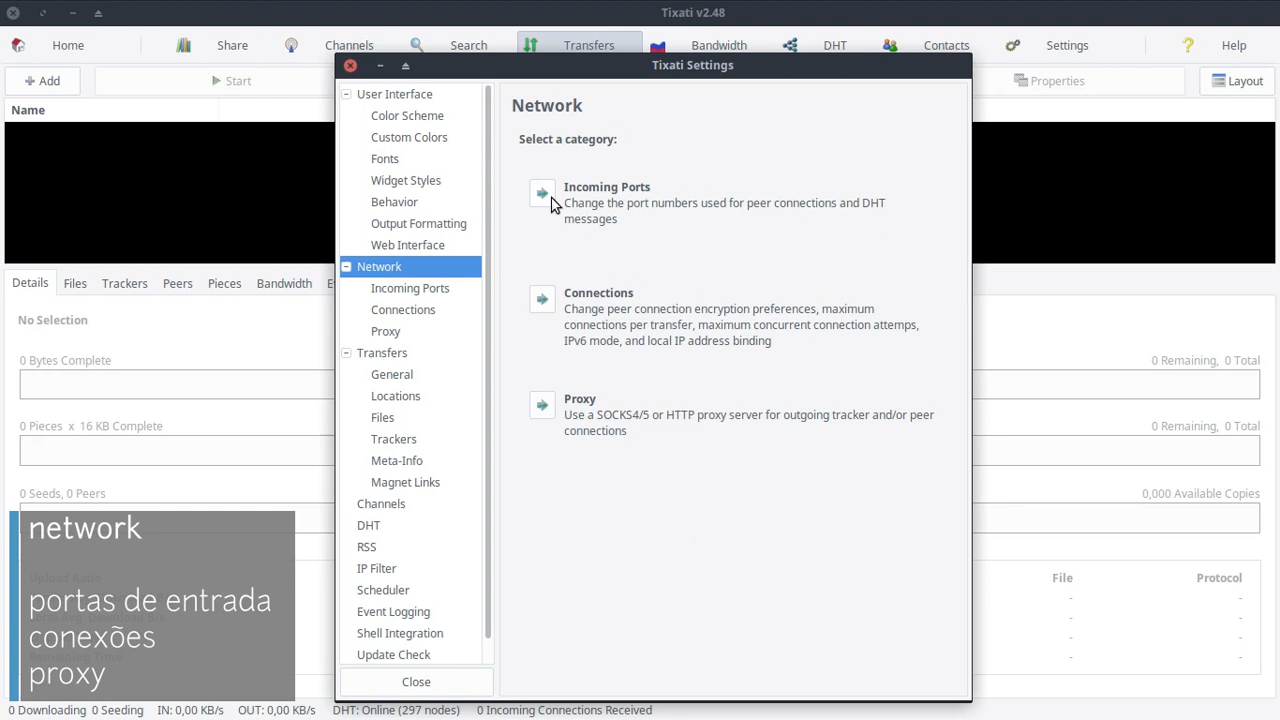 Tixati v2.48
Home
Share
Channels
Search
Transfers
Bandwidth
DHT
Contacts
Settings
Help
Add
Start
Properties
Layout
Name
Tixati Settings
User Interface
Color Scheme
Custom Colors
Fonts
Widget Styles
Behavior
Output Formatting
Web Interface
Network
Incoming Ports
Connections
Proxy
Transfers
General
Locations
Files
Trackers
Meta-Info
Magnet Links
Channels
DHT
RSS
IP Filter
Scheduler
Event Logging
Shell Integration
Update Check
Close
Network
Select a category:
Incoming Ports
Change the port numbers used for peer connections and DHT
messages
Connections
Change peer connection encryption preferences, maximum
connections per transfer, maximum concurrent connection attemps,
IPv6 mode, and local IP address binding
Proxy
Use a SOCKS4/5 or HTTP proxy server for outgoing tracker and/or peer
connections
Details
Files
Trackers
Peers
Pieces
Bandwidth
No Selection
0 Bytes Complete
0 Remaining, 0 Total
0 Pieces x 16 KB Complete
0 Remaining, 0 Total
0 Seeds, 0 Peers
0,000 Available Copies
File
Protocol
-
-
-
-
-
-
-
-
network
portas de entrada
conexões
proxy
0 Downloading 0 Seeding
IN: 0,00 KB/s
OUT: 0,00 KB/s
DHT: Online (297 nodes)
0 Incoming Connections Received